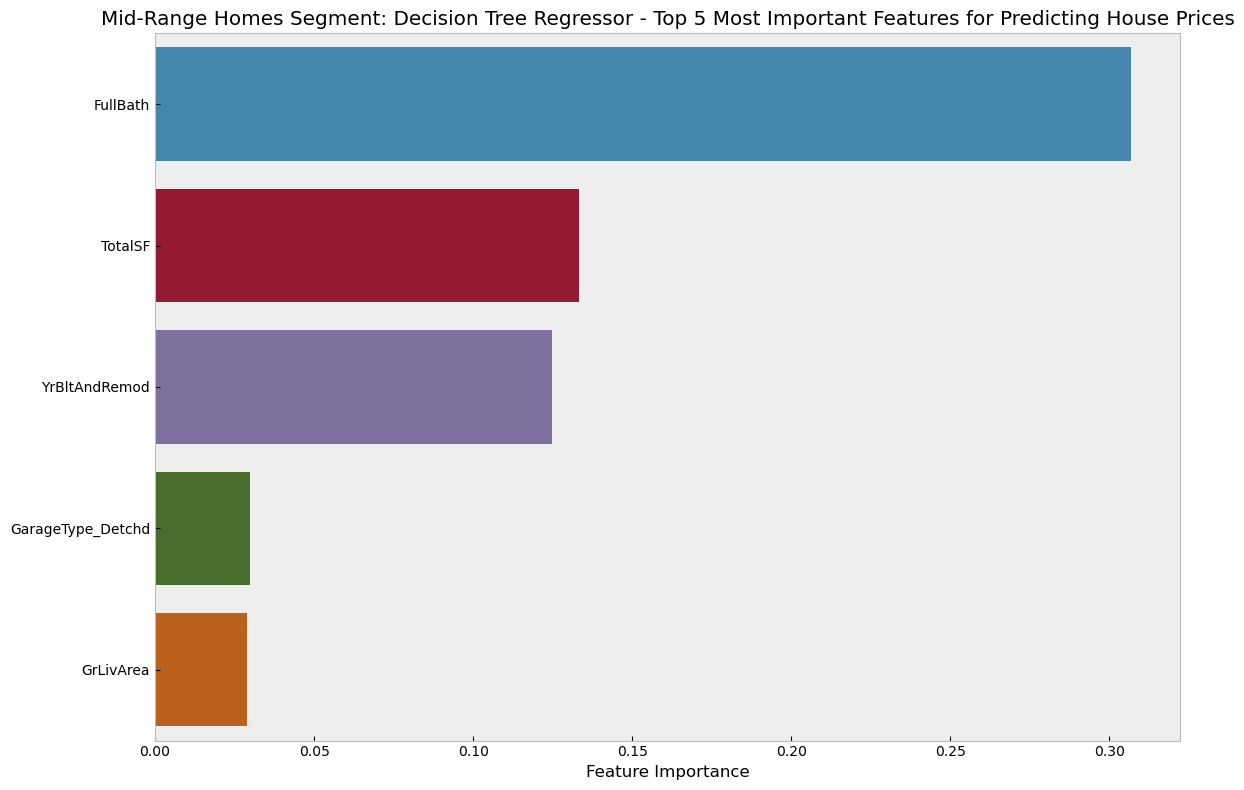 Mid-Range Homes Segment: Decision Tree Regressor - Top 5 Most Important Features for Predicting House Prices
FullBath
TotalSF
YrBltAndRemod
GarageType_Detchd
GrLivArea
0.00 0.05 0.10 0.15 0.20 0.25 0.30
Feature Importance